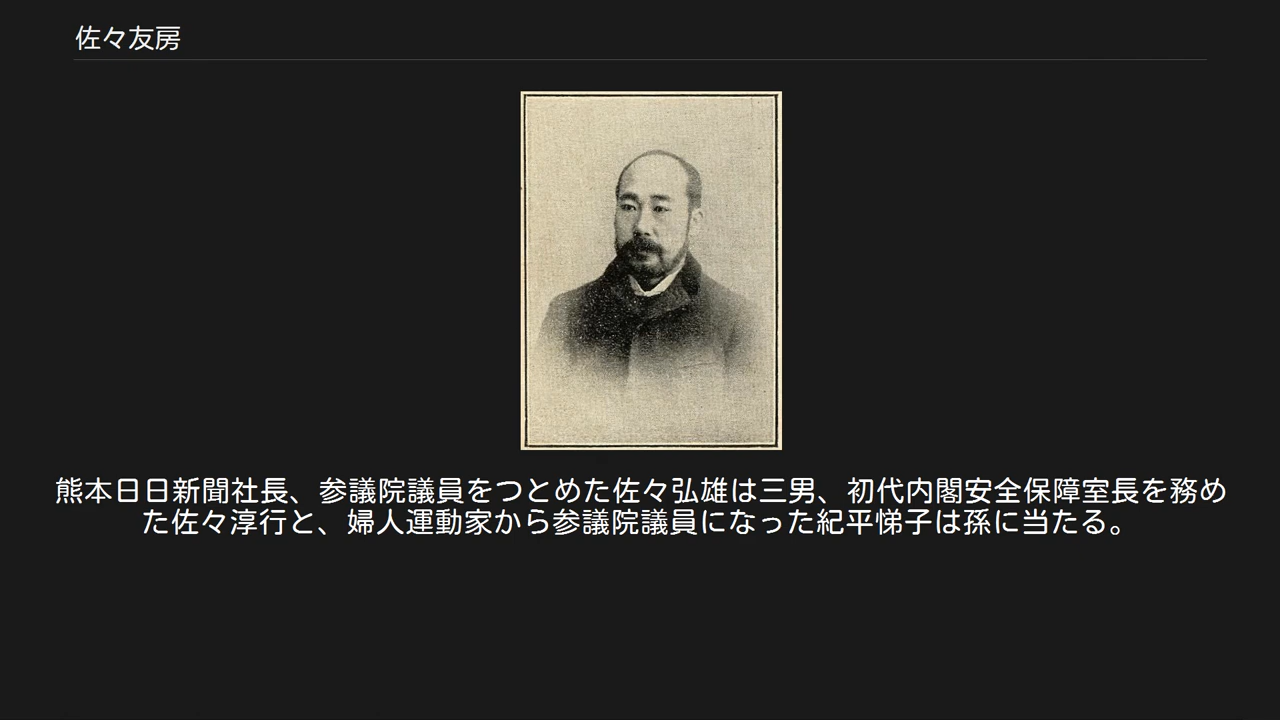 佐々友房
熊本日日新聞社長、参議院議員をつとめた佐々弘雄は三男、初代内閣安全保障室長を務め
た佐々淳行と、婦人運動家から参議院議員になった紀平悌子は孫に当たる。